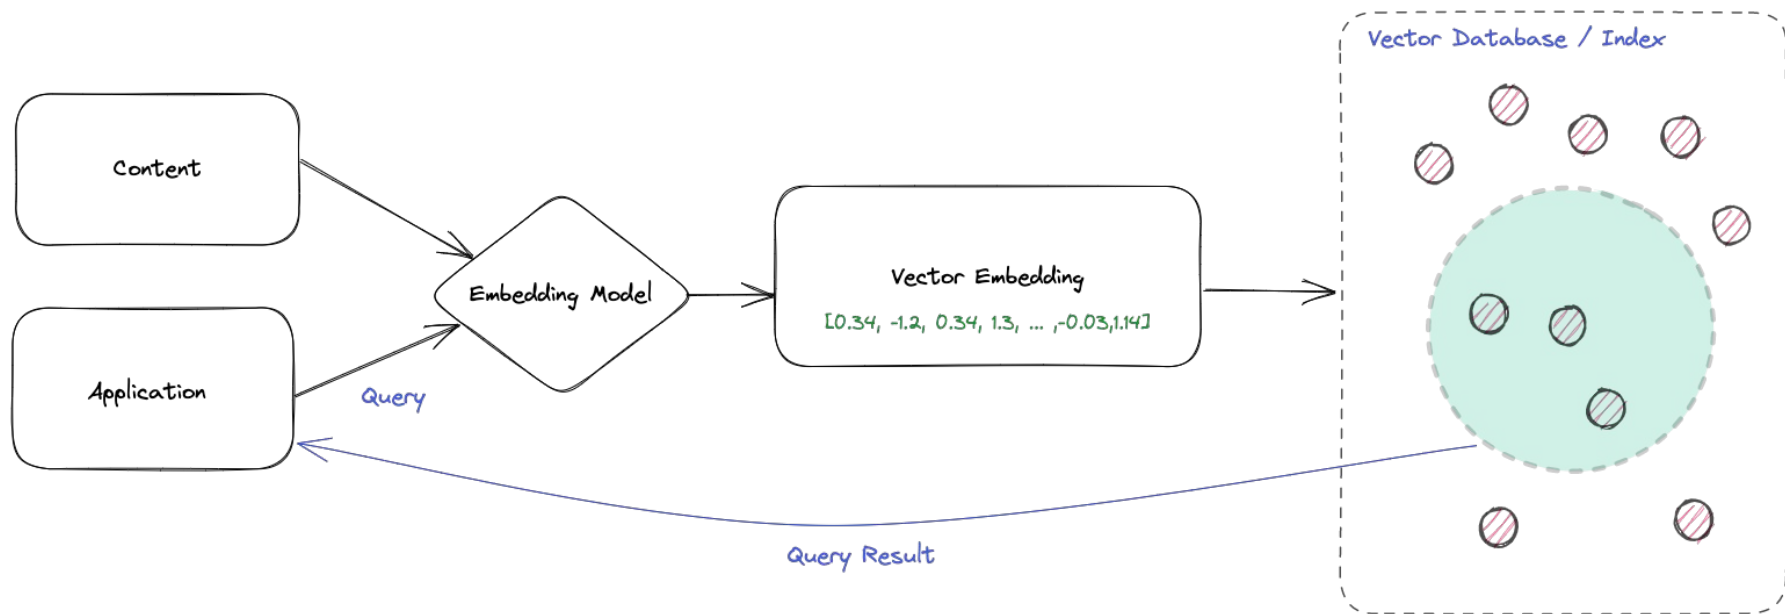 Vector Database / Index
Content
Embedding Model
Vector Embedding
[0.34, -1.2, 0.34, 1.3, ... ,-0.03,1.14]
Application
Query
Query Result